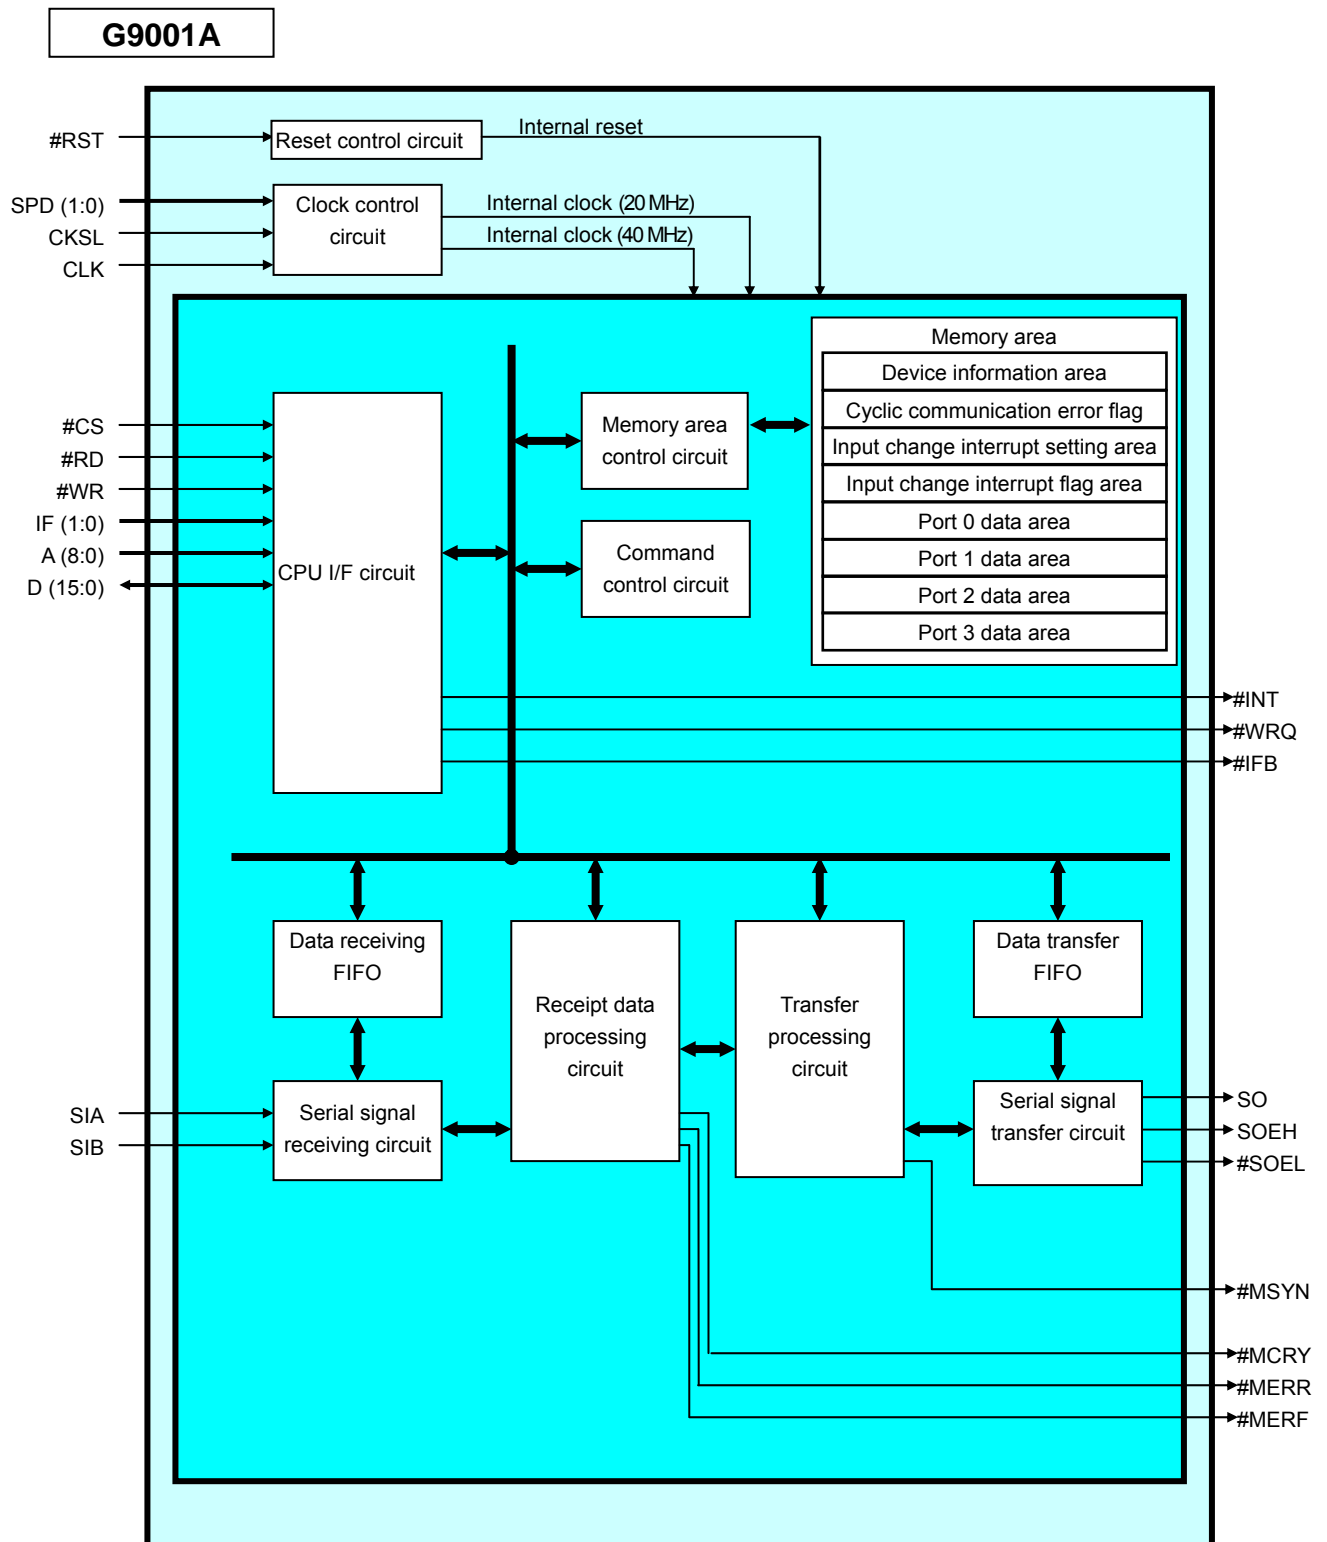 G9001A
#RST
Reset control circuit
Internal reset
SPD (1:0)
CKSL
CLK
Clock control
circuit
Internal clock (20 MHz)
Internal clock (40 MHz)
#CS
#RD
#WR
IF (1:0)
A (8:0)
D (15:0)
CPU I/F circuit
Memory area
control circuit
Command
control circuit
Memory area
Device information area
Cyclic communication error flag
Input change interrupt setting area
Input change interrupt flag area
Port 0 data area
Port 1 data area
Port 2 data area
Port 3 data area
#INT
#WRQ
#IFB
Data receiving
FIFO
Receipt data
processing
circuit
Transfer
processing
circuit
Data transfer
FIFO
SIA
SIB
Serial signal
receiving circuit
Serial signal
transfer circuit
SO
SOEH
#SOEL
#MSYN
#MCRY
#MERR
#MERF